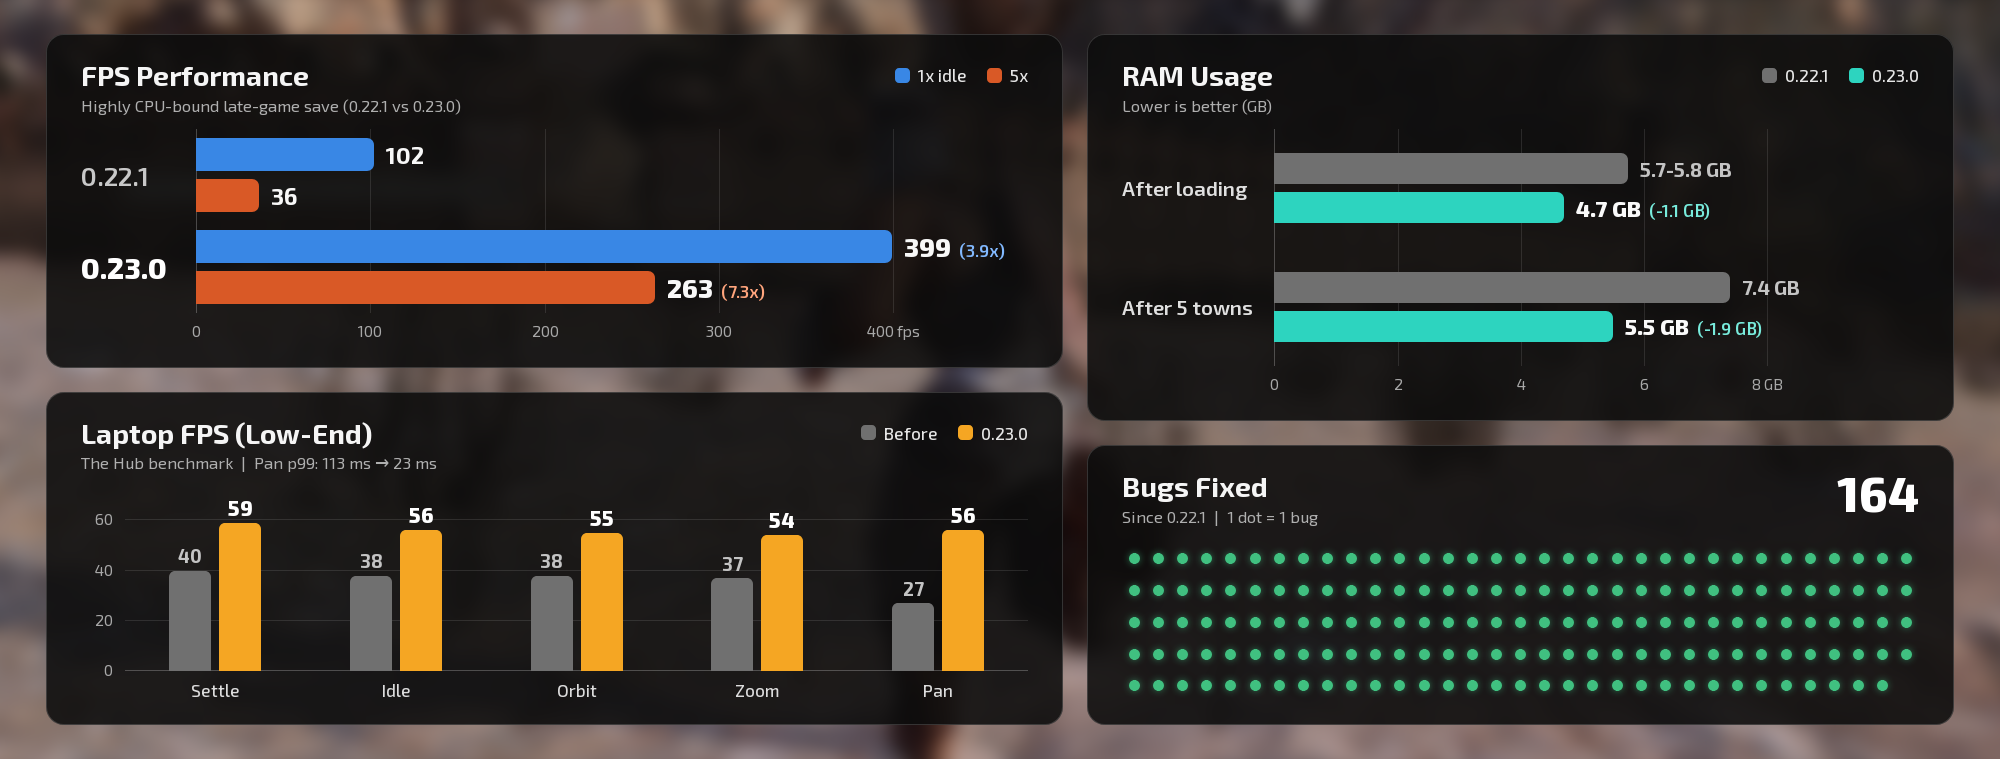 FPS Performance
1x idle 5x
Highly CPU-bound late-game save (0.22.1 vs 0.23.0)
0.22.1
102
36
0.23.0
399 (3.9x)
263 (7.3x)
0 100 200 300 400 fps
RAM Usage
0.22.1 0.23.0
Lower is better (GB)
After loading
5.7-5.8 GB
4.7 GB (-1.1 GB)
After 5 towns
7.4 GB
5.5 GB (-1.9 GB)
0 2 4 6 8 GB
Laptop FPS (Low-End)
Before 0.23.0
The Hub benchmark | Pan p99: 113 ms → 23 ms
60
40
20
0
40 59
38 56
38 55
37 54
27 56
Settle Idle Orbit Zoom Pan
Bugs Fixed
164
Since 0.22.1 | 1 dot = 1 bug